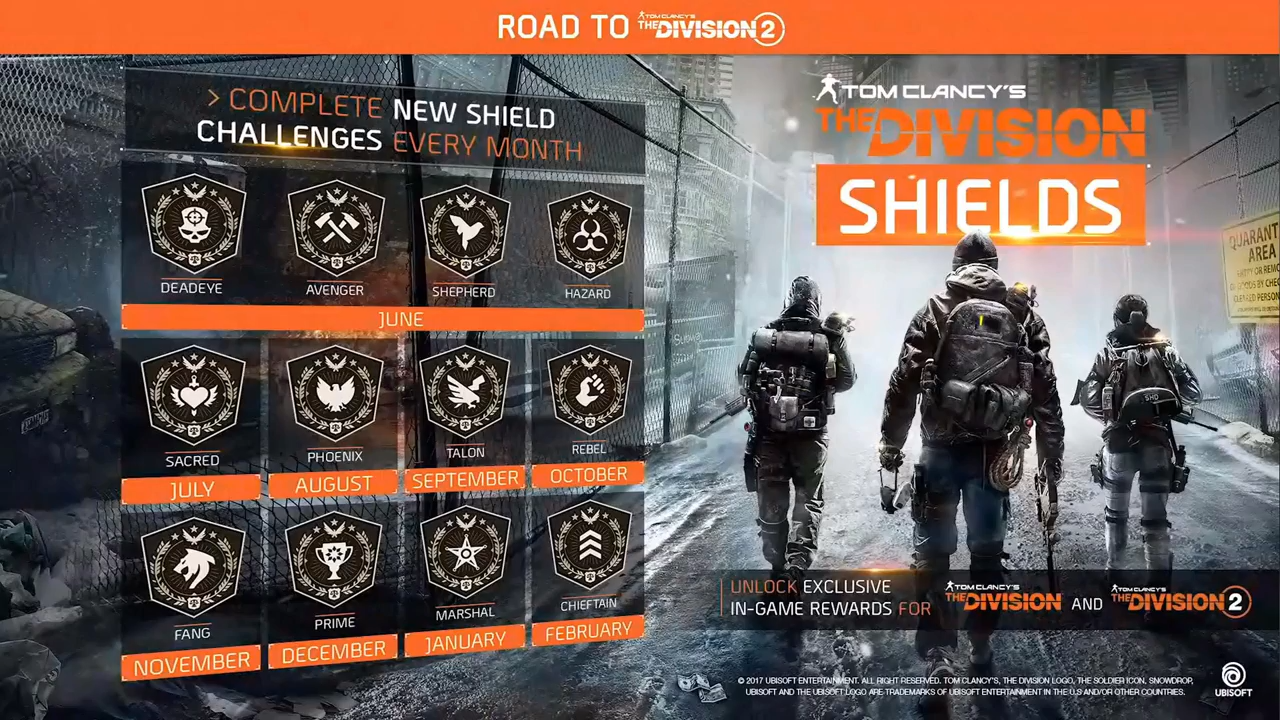 ROAD TO TOM CLANCY'S THE DIVISION 2
> COMPLETE NEW SHIELD
CHALLENGES EVERY MONTH
DEADEYE
AVENGER
SHEPHERD
HAZARD
JUNE
SACRED
PHOENIX
TALON
REBEL
JULY
AUGUST
SEPTEMBER
OCTOBER
FANG
PRIME
MARSHAL
CHIEFTAIN
NOVEMBER
DECEMBER
JANUARY
FEBRUARY
TOM CLANCY'S
THE DIVISION
SHIELDS
QUARANT
AREA
SHD
UNLOCK EXCLUSIVE
IN-GAME REWARDS FOR TOM CLANCY'S THE DIVISION AND TOM CLANCY'S THE DIVISION 2
© 2017 UBISOFT ENTERTAINMENT. ALL RIGHT RESERVED. TOM CLANCY'S, THE DIVISION LOGO, THE SOLDIER ICON, SNOWDROP,
UBISOFT AND THE UBISOFT LOGO ARE TRADEMARKS OF UBISOFT ENTERTAINMENT IN THE U.S AND/OR OTHER COUNTRIES.
UBISOFT